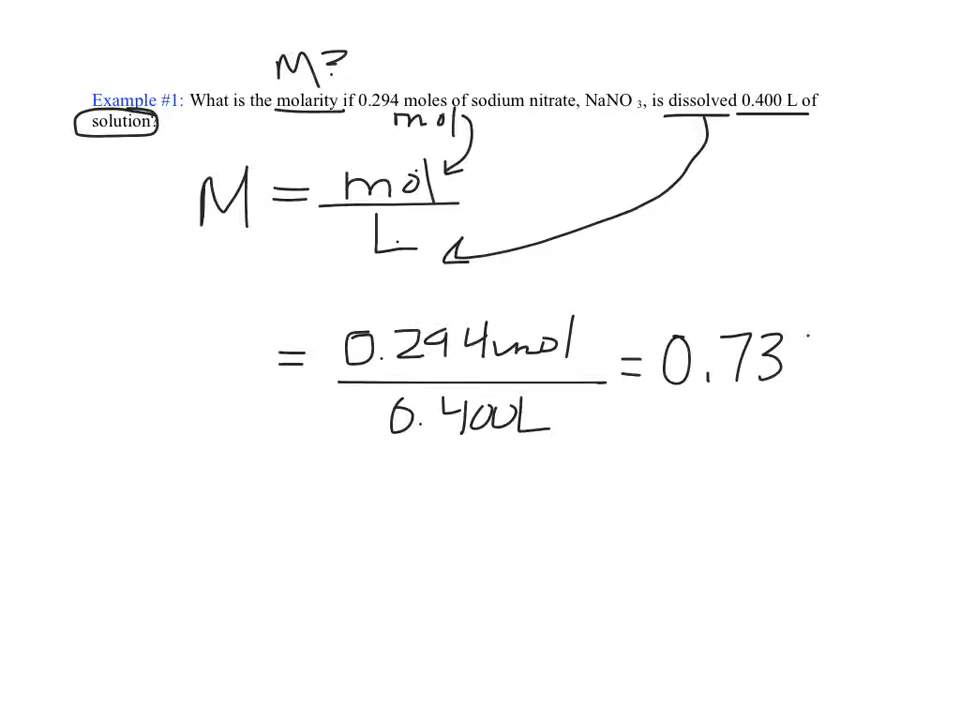 M?
Example #1: What is the molarity if 0.294 moles of sodium nitrate, NaNO 3, is dissolved 0.400 L of
solution?
mol
M = mol
L
= 0.294mol = 0.73
0.400L